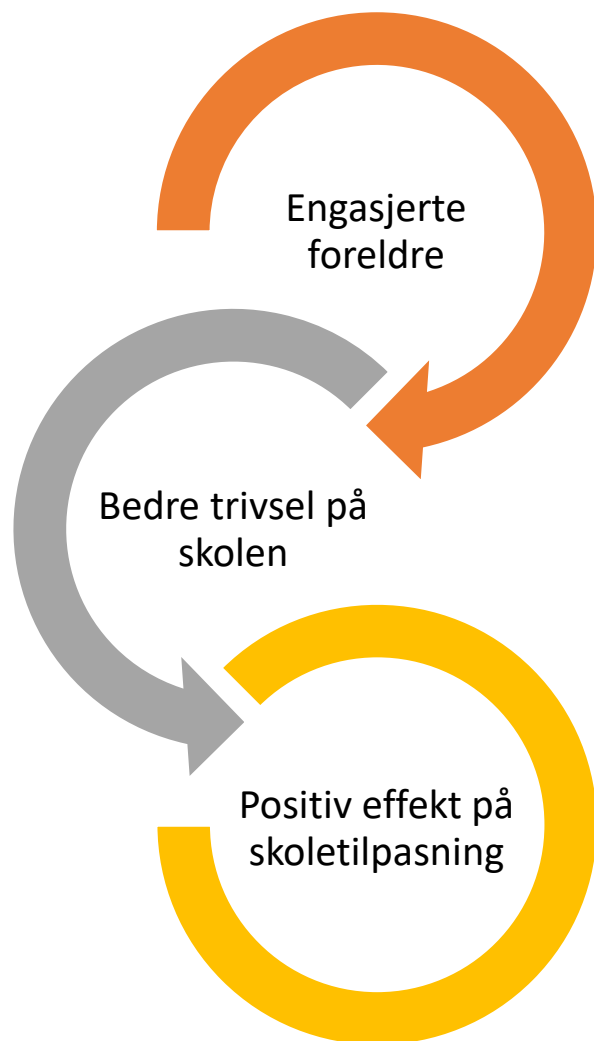 Engasjerte
foreldre
Bedre trivsel på
skolen
Positiv effekt på
skoletilpasning